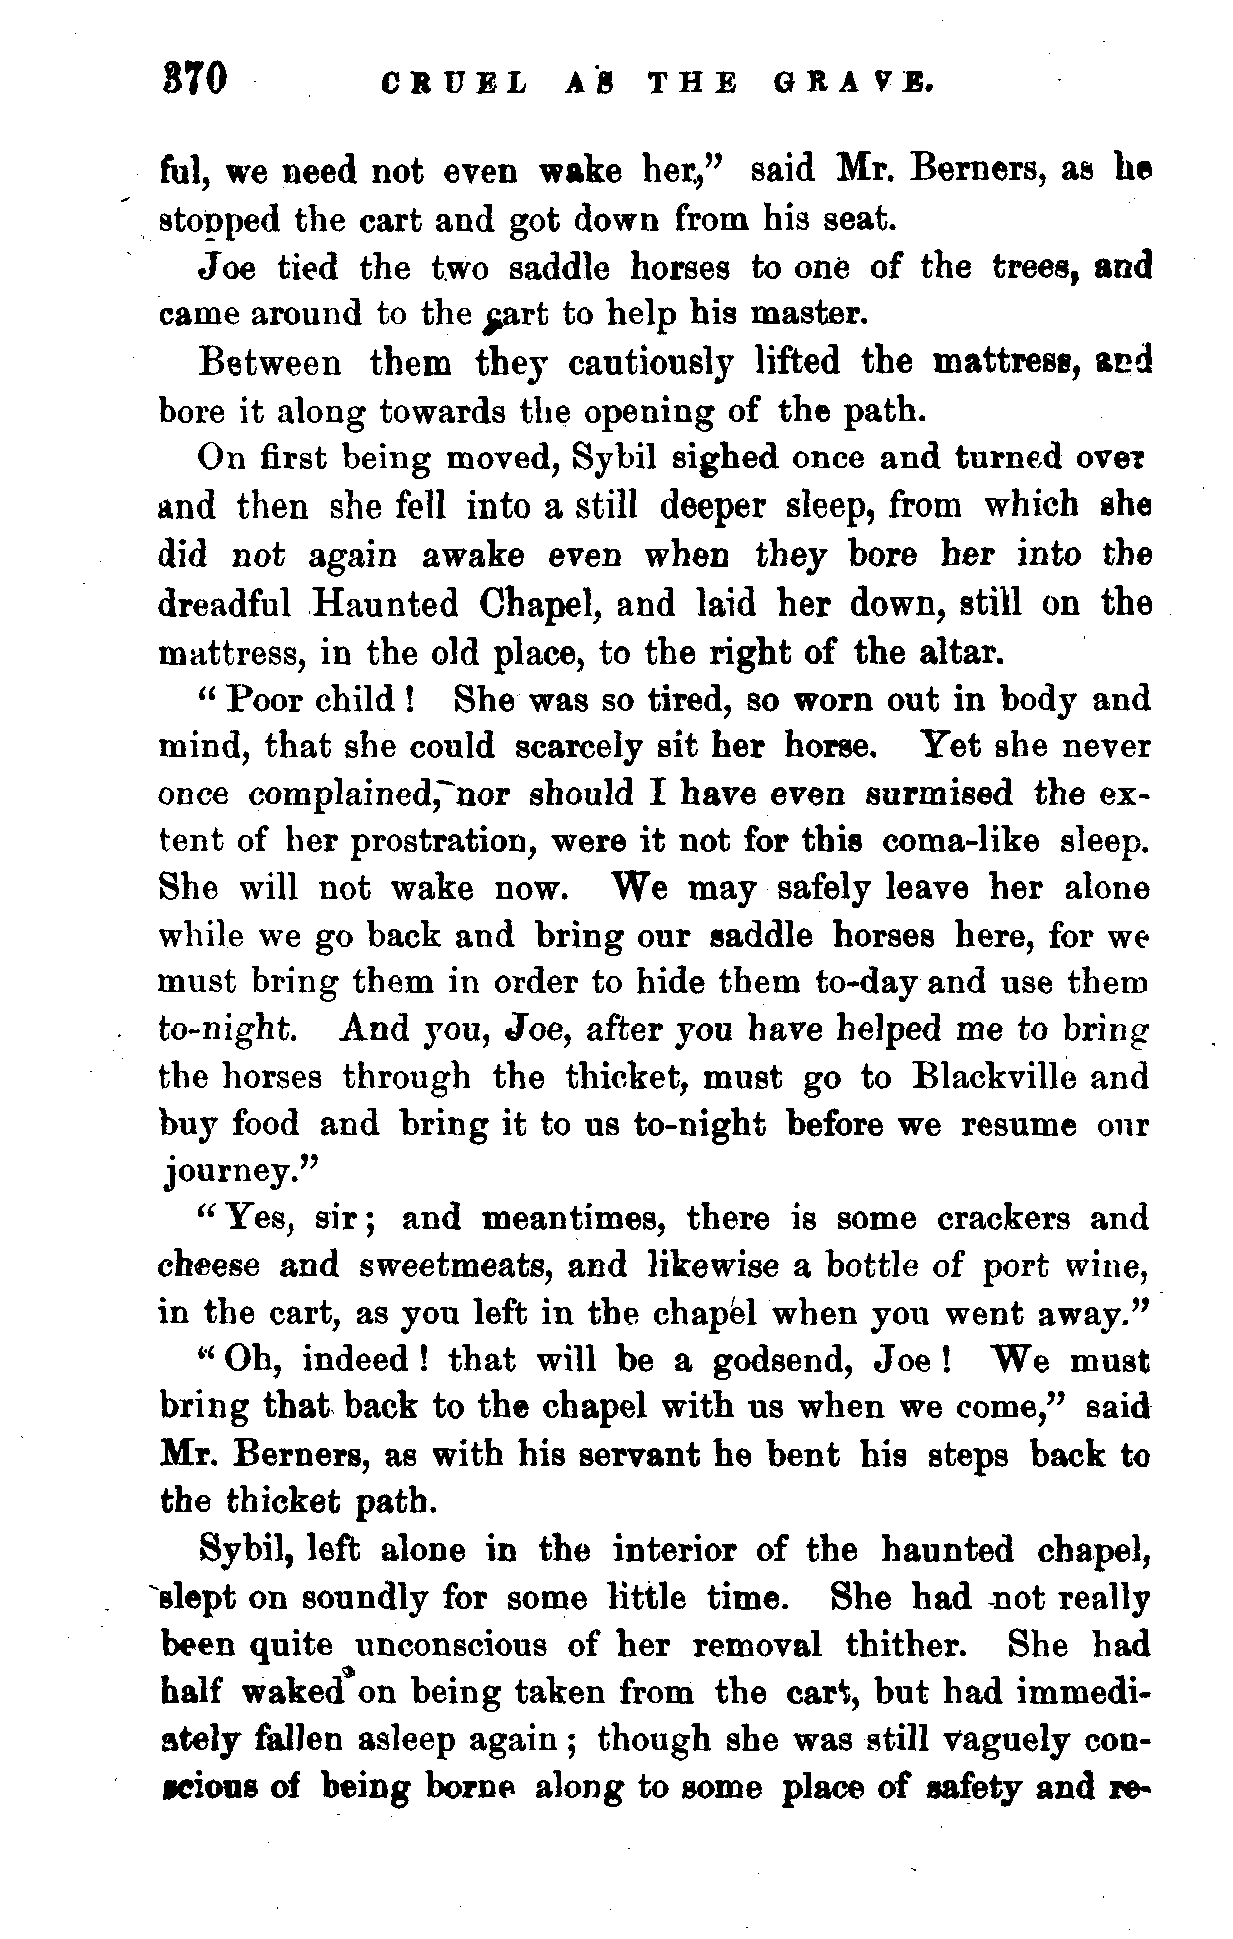 370 CRUEL AS THE GRAVE.
ful, we need not even wake her," said Mr. Berners, as he
stopped the cart and got down from his seat.
Joe tied the two saddle horses to one of the trees, and
came around to the cart to help his master.
Between them they cautiously lifted the mattress, and
bore it along towards the opening of the path.
On first being moved, Sybil sighed once and turned over
and then she fell into a still deeper sleep, from which she
did not again awake even when they bore her into the
dreadful Haunted Chapel, and laid her down, still on the
mattress, in the old place, to the right of the altar.
"Poor child! She was so tired, so worn out in body and
mind, that she could scarcely sit her horse. Yet she never
once complained, nor should I have even surmised the ex-
tent of her prostration, were it not for this coma-like sleep.
She will not wake now. We may safely leave her alone
while we go back and bring our saddle horses here, for we
must bring them in order to hide them to-day and use them
to-night. And you, Joe, after you have helped me to bring
the horses through the thicket, must go to Blackville and
buy food and bring it to us to-night before we resume our
journey."
"Yes, sir; and meantimes, there is some crackers and
cheese and sweetmeats, and likewise a bottle of port wine,
in the cart, as you left in the chapel when you went away."
"Oh, indeed! that will be a godsend, Joe! We must
bring that back to the chapel with us when we come," said
Mr. Berners, as with his servant he bent his steps back to
the thicket path.
Sybil, left alone in the interior of the haunted chapel,
slept on soundly for some little time. She had not really
been quite unconscious of her removal thither. She had
half waked on being taken from the cart, but had immedi-
ately fallen asleep again; though she was still vaguely con-
scious of being borne along to some place of safety and re-